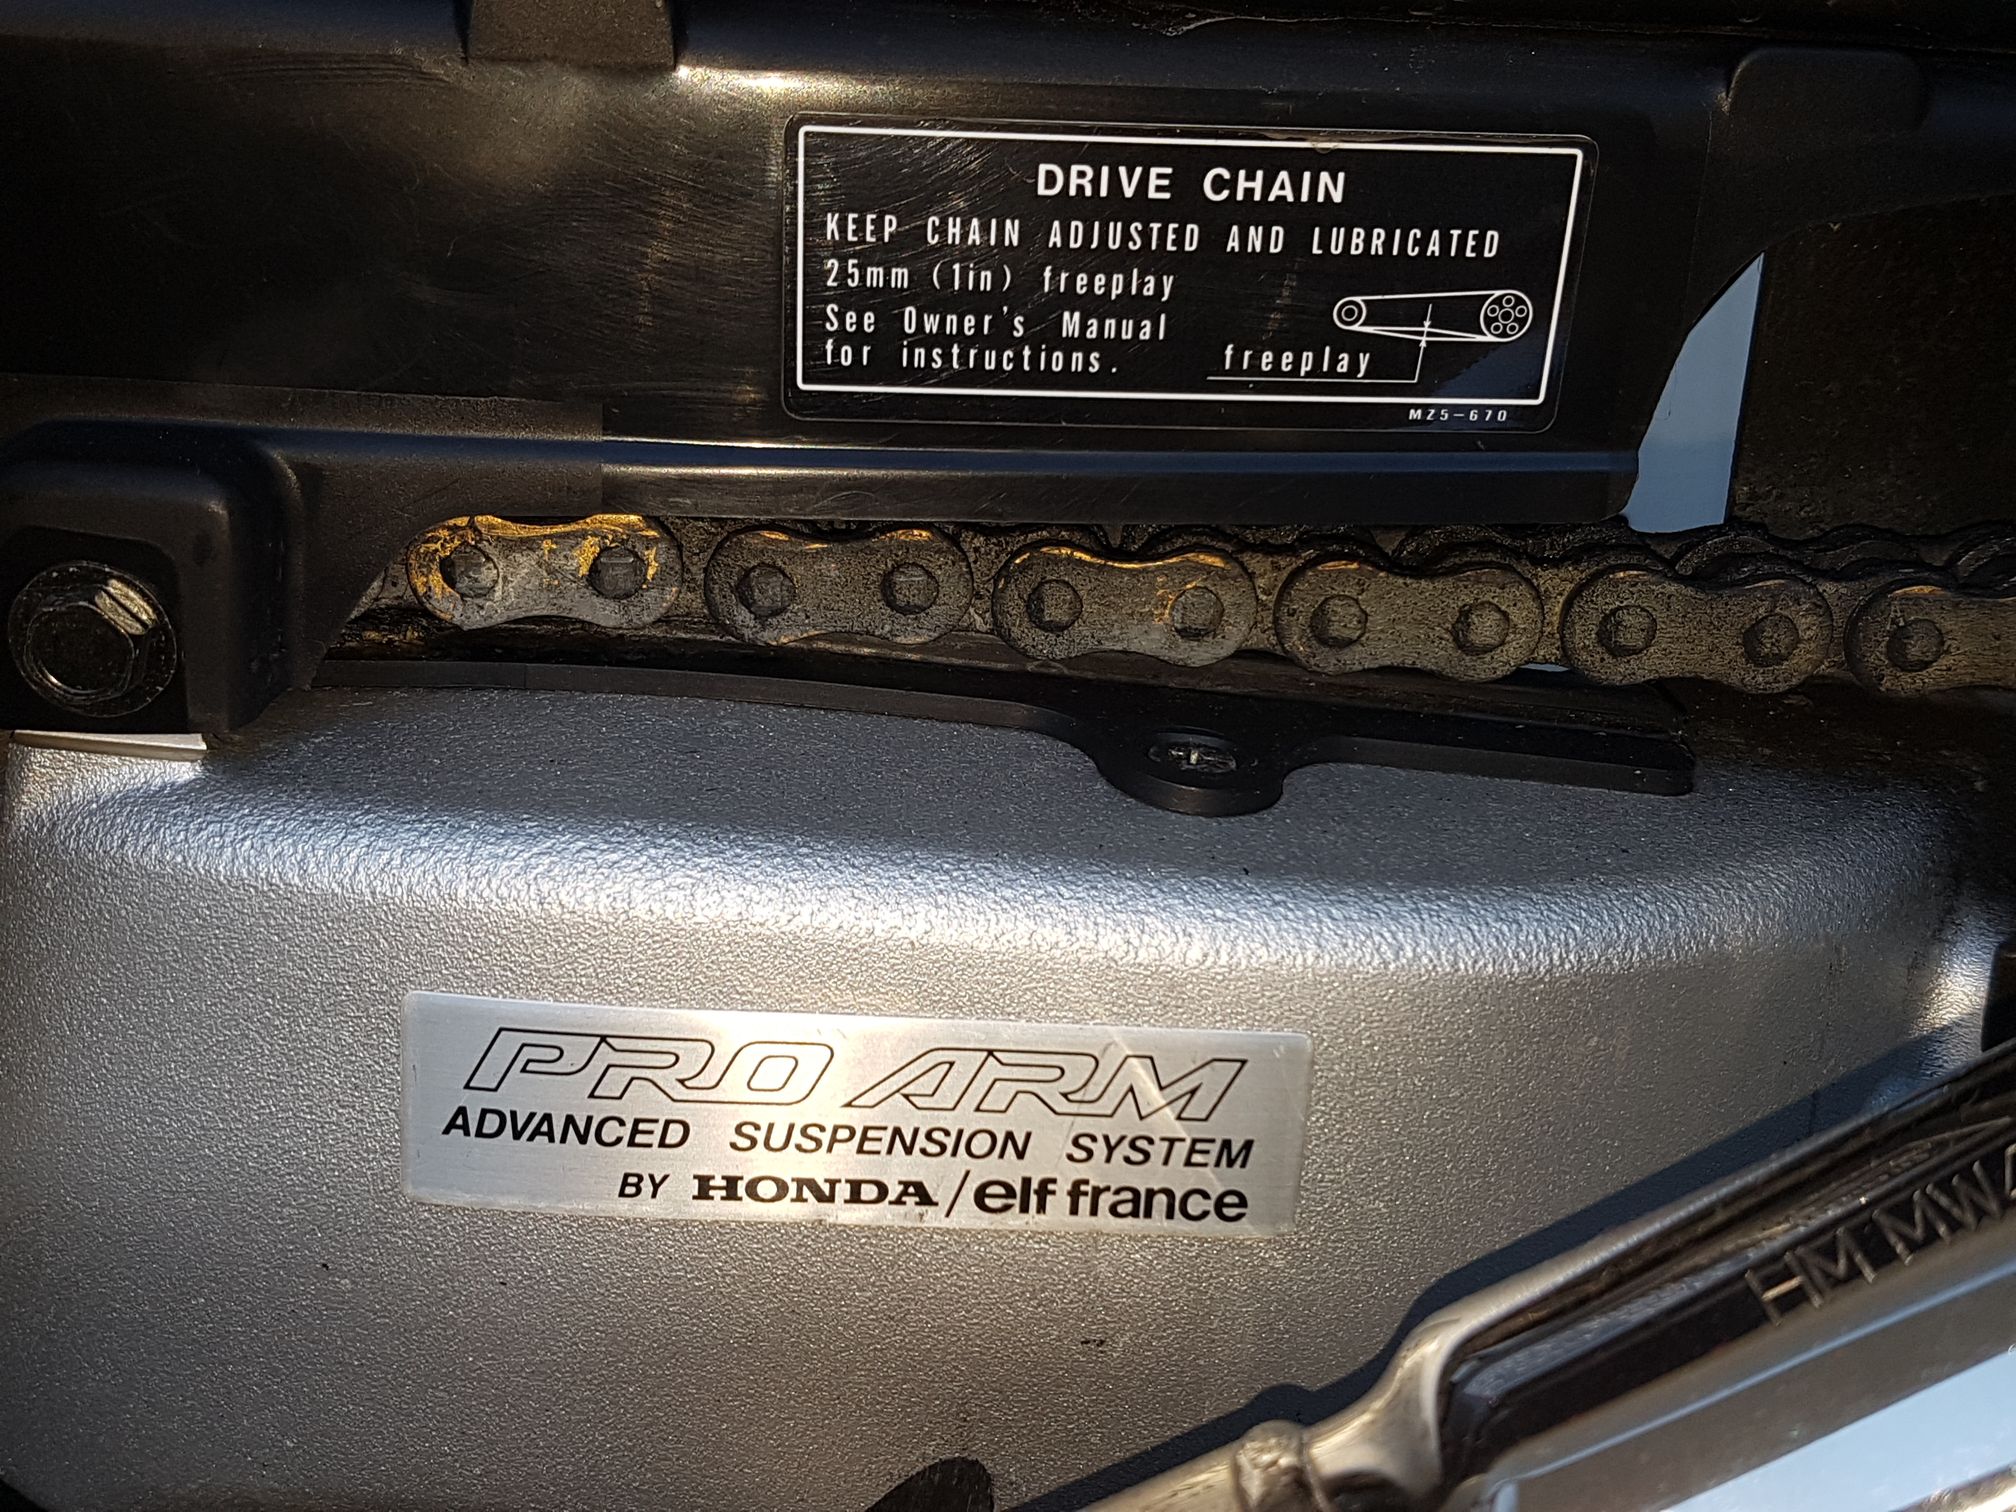 DRIVE CHAIN
KEEP CHAIN ADJUSTED AND LUBRICATED
25mm (1in) freeplay
See Owner's Manual
for instructions.
freeplay
MZ5-670
PRO ARM
ADVANCED SUSPENSION SYSTEM
BY HONDA/elf france
HM